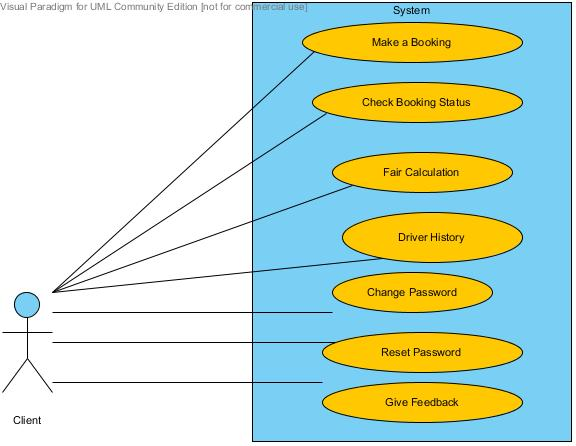 Visual Paradigm for UML Community Edition [not for commercial use]
System
Make a Booking
Check Booking Status
Fair Calculation
Driver History
Change Password
Reset Password
Give Feedback
Client